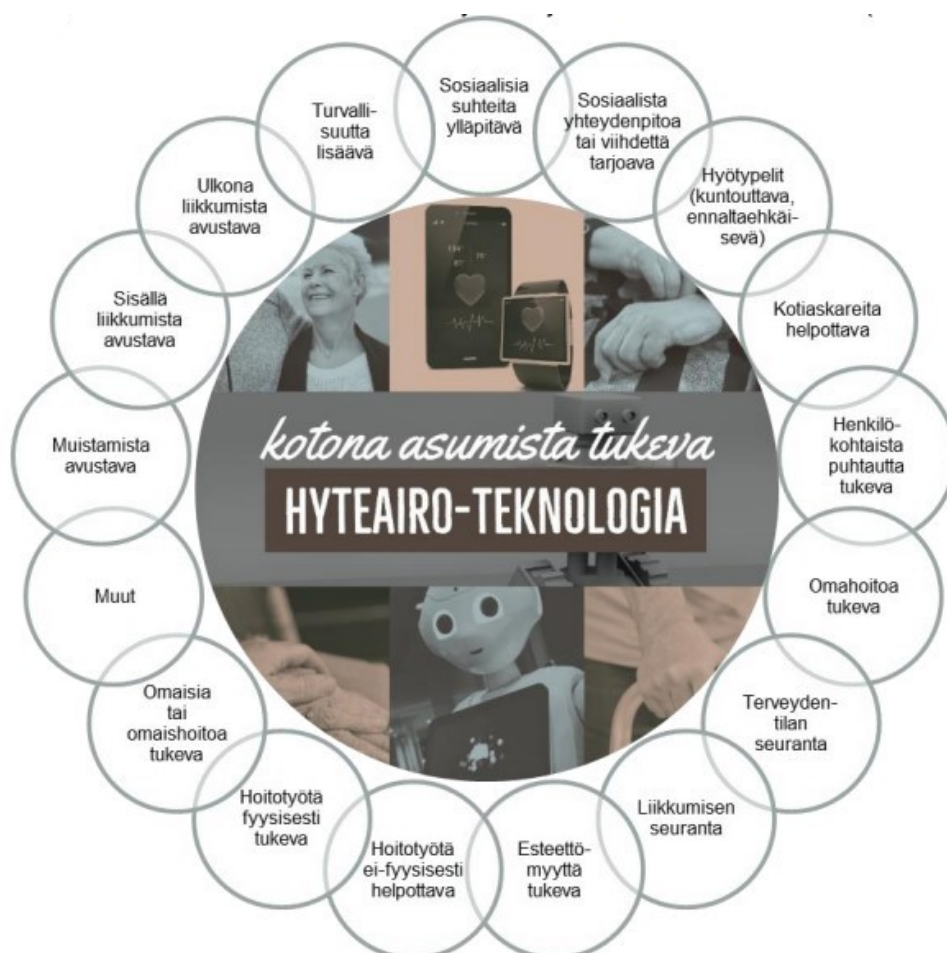 Sosiaalisia
suhteita
ylläpitävä
Sosiaalista
yhteydenpitoa
tai viihdettä
tarjoava
Hyötypelit
(kuntouttava,
ennaltaehkäi-
sevä)
Kotiaskareita
helpottava
Henkilö-
kohtaista
puhtautta
tukeva
Omahoitoa
tukeva
Terveyden-
tilan
seuranta
Liikkumisen
seuranta
Esteettö-
myyttä
tukeva
Hoitotyötä
ei-fyysisesti
helpottava
Hoitotyötä
fyysisesti
tukeva
Omaisia
tai
omaishoitoa
tukeva
Muut
Muistamista
avustava
Sisällä
liikkumista
avustava
Ulkona
liikkumista
avustava
Turvalli-
suutta
lisäävä
kotona asumista tukeva
HYTEAIRO-TEKNOLOGIA